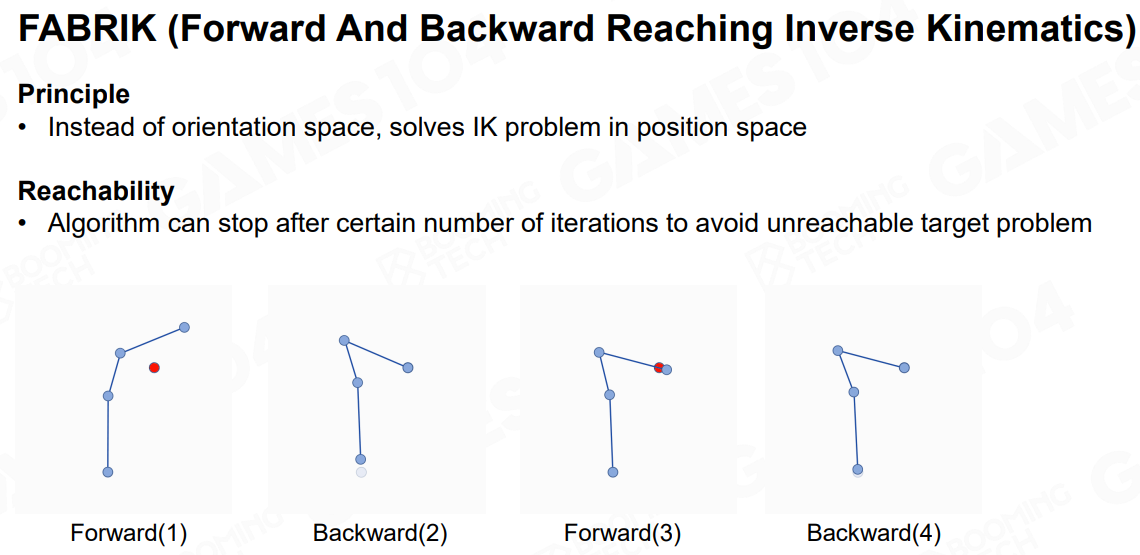 FABRIK (Forward And Backward Reaching Inverse Kinematics)
Principle
• Instead of orientation space, solves IK problem in position space
Reachability
• Algorithm can stop after certain number of iterations to avoid unreachable target problem
Forward(1) Backward(2) Forward(3) Backward(4)